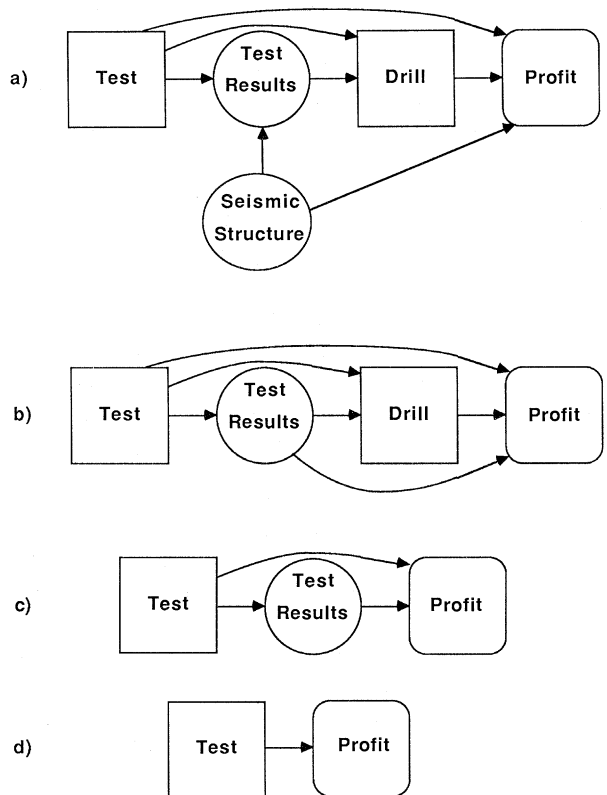 a)
Test
Test
Results
Drill
Profit
Seismic
Structure
b)
Test
Test
Results
Drill
Profit
c)
Test
Test
Results
Profit
d)
Test
Profit